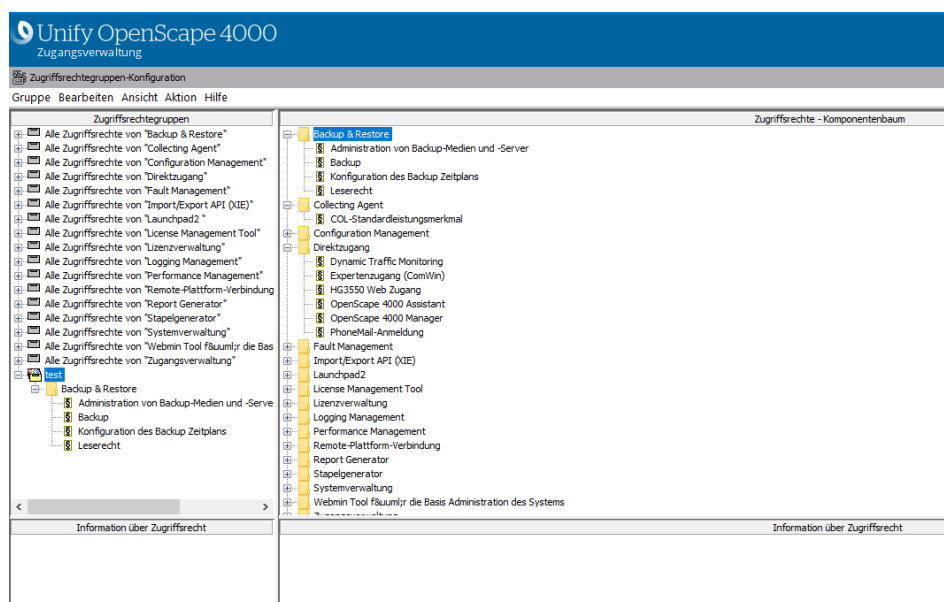 Unify OpenScape 4000
Zugangsverwaltung
Zugriffsrechtegruppen-Konfiguration
Gruppe Bearbeiten Ansicht Aktion Hilfe
Zugriffsrechtegruppen
Alle Zugriffsrechte von "Backup & Restore"
Alle Zugriffsrechte von "Collecting Agent"
Alle Zugriffsrechte von "Configuration Management"
Alle Zugriffsrechte von "Direktzugang"
Alle Zugriffsrechte von "Fault Management"
Alle Zugriffsrechte von "Import/Export API (XIE)"
Alle Zugriffsrechte von "Launchpad2 "
Alle Zugriffsrechte von "License Management Tool"
Alle Zugriffsrechte von "Lizenzverwaltung"
Alle Zugriffsrechte von "Logging Management"
Alle Zugriffsrechte von "Performance Management"
Alle Zugriffsrechte von "Remote-Plattform-Verbindung
Alle Zugriffsrechte von "Report Generator"
Alle Zugriffsrechte von "Stapelgenerator"
Alle Zugriffsrechte von "Systemverwaltung"
Alle Zugriffsrechte von "Webmin Tool f&uuml;r die Bas
Alle Zugriffsrechte von "Zugangsverwaltung"
test
Backup & Restore
Administration von Backup-Medien und -Serve
Backup
Konfiguration des Backup Zeitplans
Leserecht
Zugriffsrechte - Komponentenbaum
Backup & Restore
Administration von Backup-Medien und -Server
Backup
Konfiguration des Backup Zeitplans
Leserecht
Collecting Agent
COL-Standardleistungsmerkmal
Configuration Management
Direktzugang
Dynamic Traffic Monitoring
Expertenzugang (ComWin)
HG3550 Web Zugang
OpenScape 4000 Assistant
OpenScape 4000 Manager
PhoneMail-Anmeldung
Fault Management
Import/Export API (XIE)
Launchpad2
License Management Tool
Lizenzverwaltung
Logging Management
Performance Management
Remote-Plattform-Verbindung
Report Generator
Stapelgenerator
Systemverwaltung
Webmin Tool f&uuml;r die Basis Administration des Systems
Information über Zugriffsrecht
Information über Zugriffsrecht